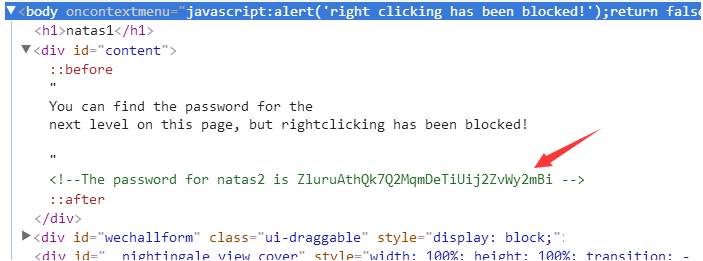 ▼<body oncontextmenu="javascript:alert('right clicking has been blocked!');return false
<h1>natas1</h1>
▼<div id="content">
::before
"
You can find the password for the
next level on this page, but rightclicking has been blocked!
"
<!--The password for natas2 is ZluruAthQk7Q2MqmDeTiUij2ZvWy2mBi -->
::after
</div>
▶<div id="wechallform" class="ui-draggable" style="display: block;"
<div id="__nightingale_view_cover" style="width: 100%; height: 100%; transition: -